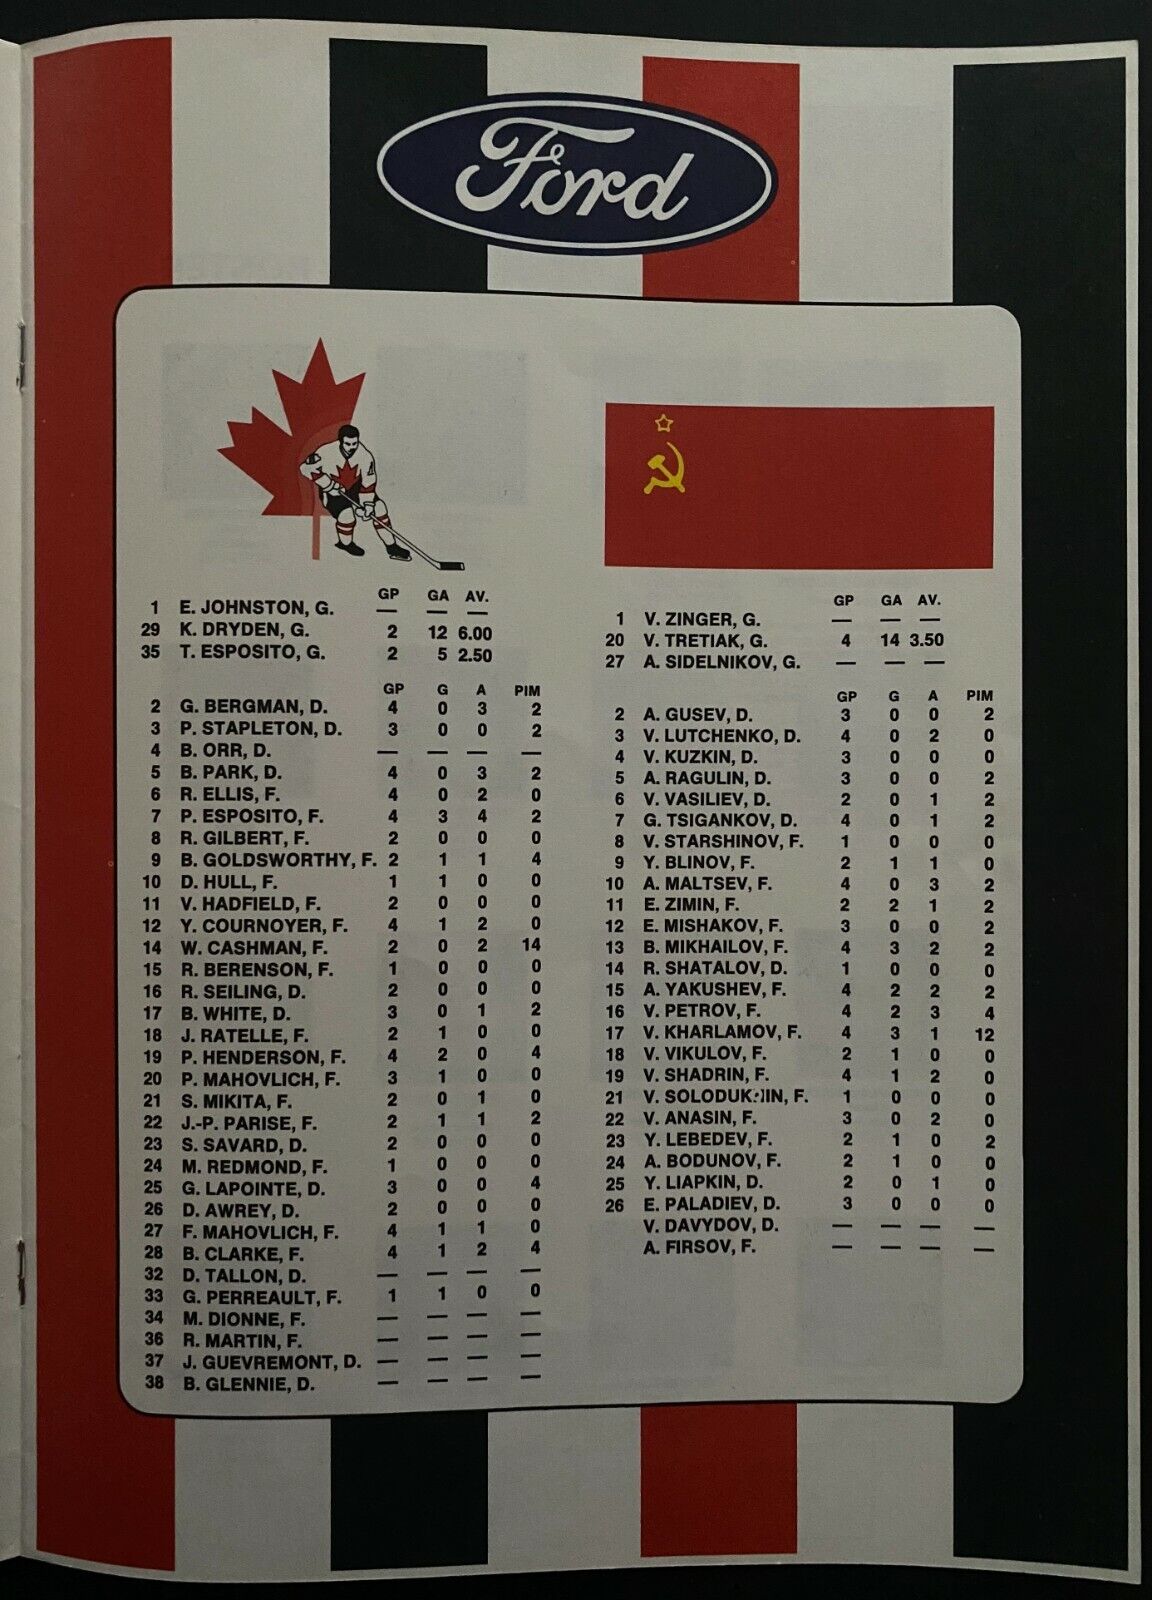 Ford
GP GA AV.
1 E. JOHNSTON, G. — — —
29 K. DRYDEN, G. 2 12 6.00
35 T. ESPOSITO, G. 2 5 2.50
GP G A PIM
2 G. BERGMAN, D. 4 0 3 2
3 P. STAPLETON, D. 3 0 0 2
4 B. ORR, D. — — — —
5 B. PARK, D. 4 0 3 2
6 R. ELLIS, F. 4 0 2 0
7 P. ESPOSITO, F. 4 3 4 2
8 R. GILBERT, F. 2 0 0 0
9 B. GOLDSWORTHY, F. 2 1 1 4
10 D. HULL, F. 1 1 0 0
11 V. HADFIELD, F. 2 0 0 0
12 Y. COURNOYER, F. 4 1 2 0
14 W. CASHMAN, F. 2 0 2 14
15 R. BERENSON, F. 1 0 0 0
16 R. SEILING, D. 2 0 0 0
17 B. WHITE, D. 3 0 1 2
18 J. RATELLE, F. 2 1 0 0
19 P. HENDERSON, F. 4 2 0 4
20 P. MAHOVLICH, F. 3 1 0 0
21 S. MIKITA, F. 2 0 1 0
22 J.-P. PARISE, F. 2 1 1 2
23 S. SAVARD, D. 2 0 0 0
24 M. REDMOND, F. 1 0 0 0
25 G. LAPOINTE, D. 3 0 0 4
26 D. AWREY, D. 2 0 0 0
27 F. MAHOVLICH, F. 4 1 1 0
28 B. CLARKE, F. 4 1 2 4
32 D. TALLON, D. — — — —
33 G. PERREAULT, F. 1 1 0 0
34 M. DIONNE, F. — — — —
36 R. MARTIN, F. — — — —
37 J. GUEVREMONT, D. — — — —
38 B. GLENNIE, D. — — — —
GP GA AV.
1 V. ZINGER, G. — — —
20 V. TRETIAK, G. 4 14 3.50
27 A. SIDELNIKOV, G. — — —
GP G A PIM
2 A. GUSEV, D. 3 0 0 2
3 V. LUTCHENKO, D. 4 0 2 0
4 V. KUZKIN, D. 3 0 0 0
5 A. RAGULIN, D. 3 0 0 2
6 V. VASILIEV, D. 2 0 1 2
7 G. TSIGANKOV, D. 4 0 1 2
8 V. STARSHINOV, F. 1 0 0 0
9 Y. BLINOV, F. 2 1 1 0
10 A. MALTSEV, F. 4 0 3 2
11 E. ZIMIN, F. 2 2 1 2
12 E. MISHAKOV, F. 3 0 0 2
13 B. MIKHAILOV, F. 4 3 2 2
14 R. SHATALOV, D. 1 0 0 0
15 A. YAKUSHEV, F. 4 2 2 2
16 V. PETROV, F. 4 2 3 4
17 V. KHARLAMOV, F. 4 3 1 12
18 V. VIKULOV, F. 2 1 0 0
19 V. SHADRIN, F. 4 1 2 0
21 V. SOLODUKHIN, F. 1 0 0 0
22 V. ANASIN, F. 3 0 2 0
23 Y. LEBEDEV, F. 2 1 0 2
24 A. BODUNOV, F. 2 1 0 0
25 Y. LIAPKIN, D. 2 0 1 0
26 E. PALADIEV, D. 3 0 0 0
V. DAVYDOV, D. — — — —
A. FIRSOV, F. — — — —